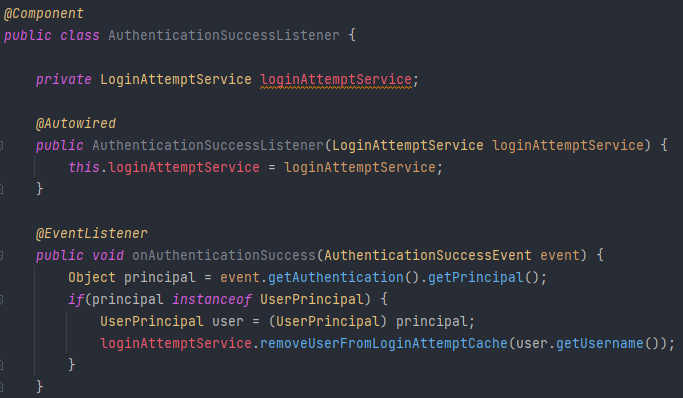 @Component
public class AuthenticationSuccessListener {
private LoginAttemptService loginAttemptService;
@Autowired
public AuthenticationSuccessListener(LoginAttemptService loginAttemptService) {
this.loginAttemptService = loginAttemptService;
}
@EventListener
public void onAuthenticationSuccess(AuthenticationSuccessEvent event) {
Object principal = event.getAuthentication().getPrincipal();
if(principal instanceof UserPrincipal) {
UserPrincipal user = (UserPrincipal) principal;
loginAttemptService.removeUserFromLoginAttemptCache(user.getUsername());
}
}